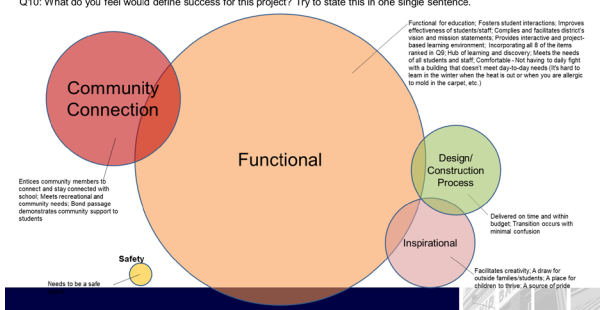 Q10: What do you feel would define success for this project? Try to state this in one single sentence.
Functional for education; Fosters student interactions; Improves
effectiveness of students/staff; Complies and facilitates district's
vision and mission statements; Provides interactive and project-
based learning environment; Incorporating all 8 of the items
ranked in Q9; Hub of learning and discovery; Meets the needs
of all students and staff; Comfortable - Not having to daily fight
with a building that doesn't meet day-to-day needs (It's hard to
learn in the winter when the heat is out or when you are allergic
to mold in the carpet, etc.)
Community
Connection
Functional
Design/
Construction
Process
Entices community members to
connect and stay connected with
school; Meets recreational and
community needs; Bond passage
demonstrates community support to
students
Delivered on time and within
budget; Transition occurs with
minimal confusion
Inspirational
Safety
Needs to be a safe
Facilitates creativity; A draw for
outside families/students; A place for
children to thrive; A source of pride